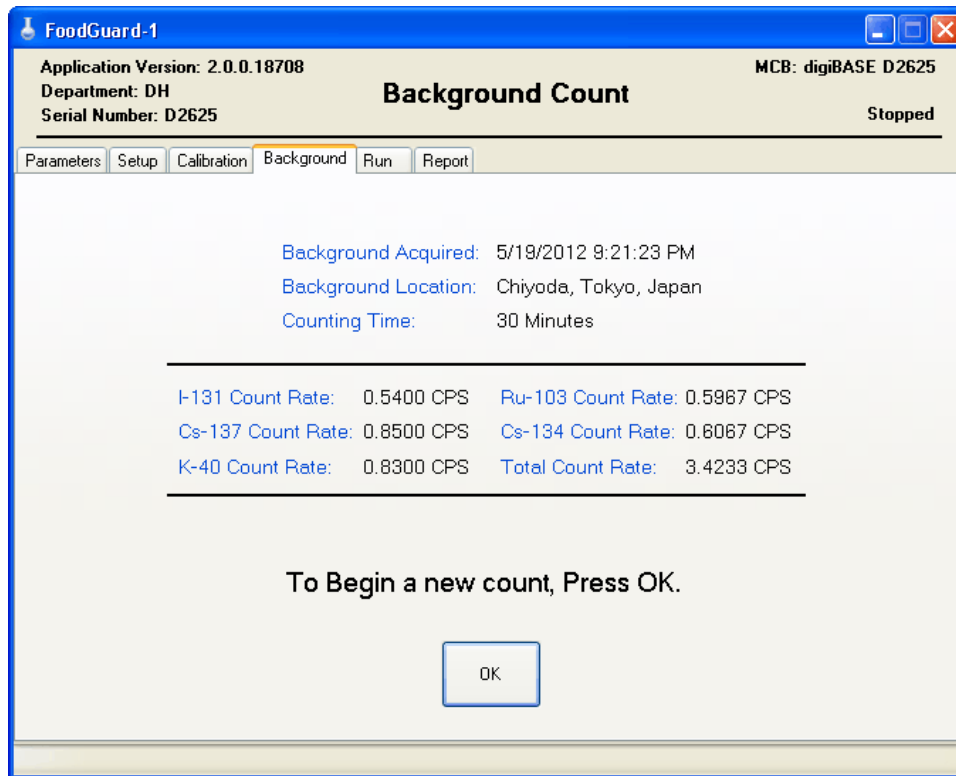 FoodGuard-1
Application Version: 2.0.0.18708
Department: DH
Serial Number: D2625
Background Count
MCB: digiBASE D2625
Stopped
Parameters Setup Calibration Background Run Report
Background Acquired: 5/19/2012 9:21:23 PM
Background Location: Chiyoda, Tokyo, Japan
Counting Time: 30 Minutes
I-131 Count Rate: 0.5400 CPS Ru-103 Count Rate: 0.5967 CPS
Cs-137 Count Rate: 0.8500 CPS Cs-134 Count Rate: 0.6067 CPS
K-40 Count Rate: 0.8300 CPS Total Count Rate: 3.4233 CPS
To Begin a new count, Press OK.
OK